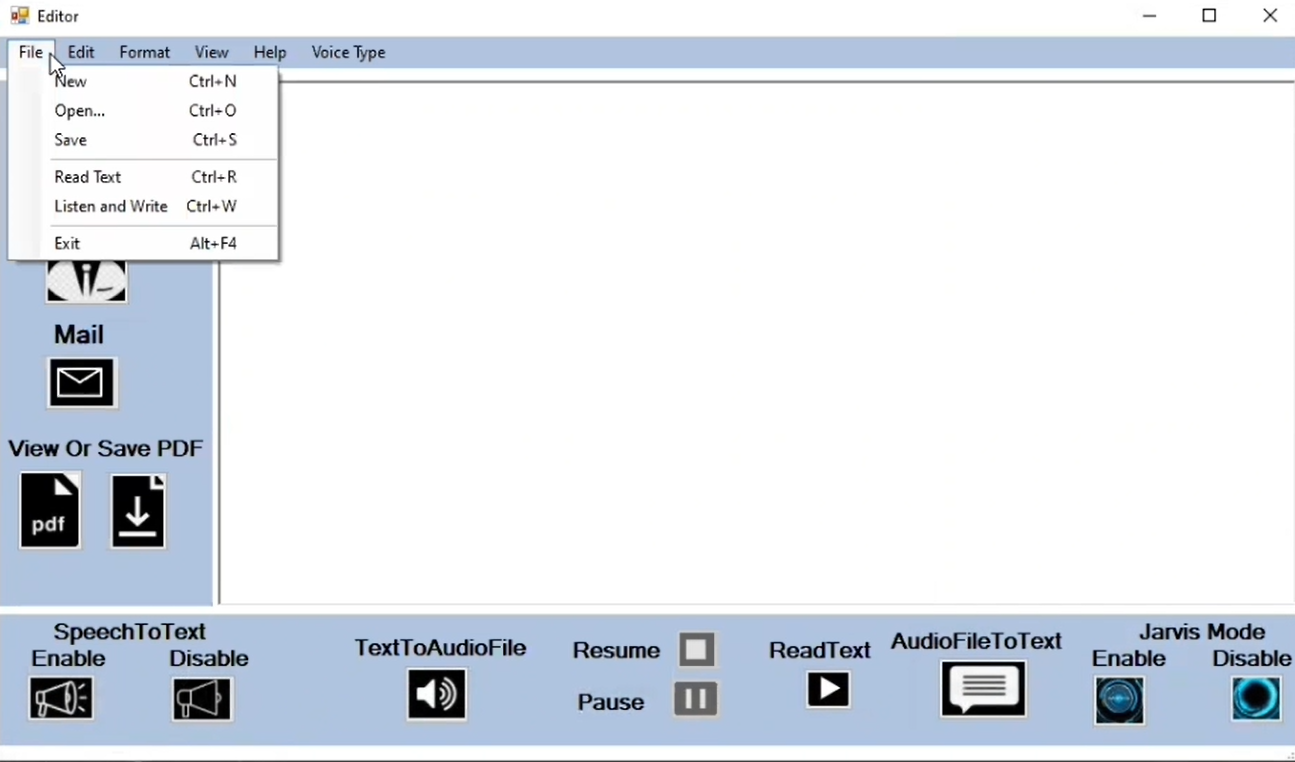 Editor
File Edit Format View Help Voice Type
New Ctrl+N
Open... Ctrl+O
Save Ctrl+S
Read Text Ctrl+R
Listen and Write Ctrl+W
Exit Alt+F4
Mail
View Or Save PDF
pdf
SpeechToText
Enable Disable
TextToAudioFile
Resume
Pause
ReadText
AudioFileToText
Jarvis Mode
Enable Disable